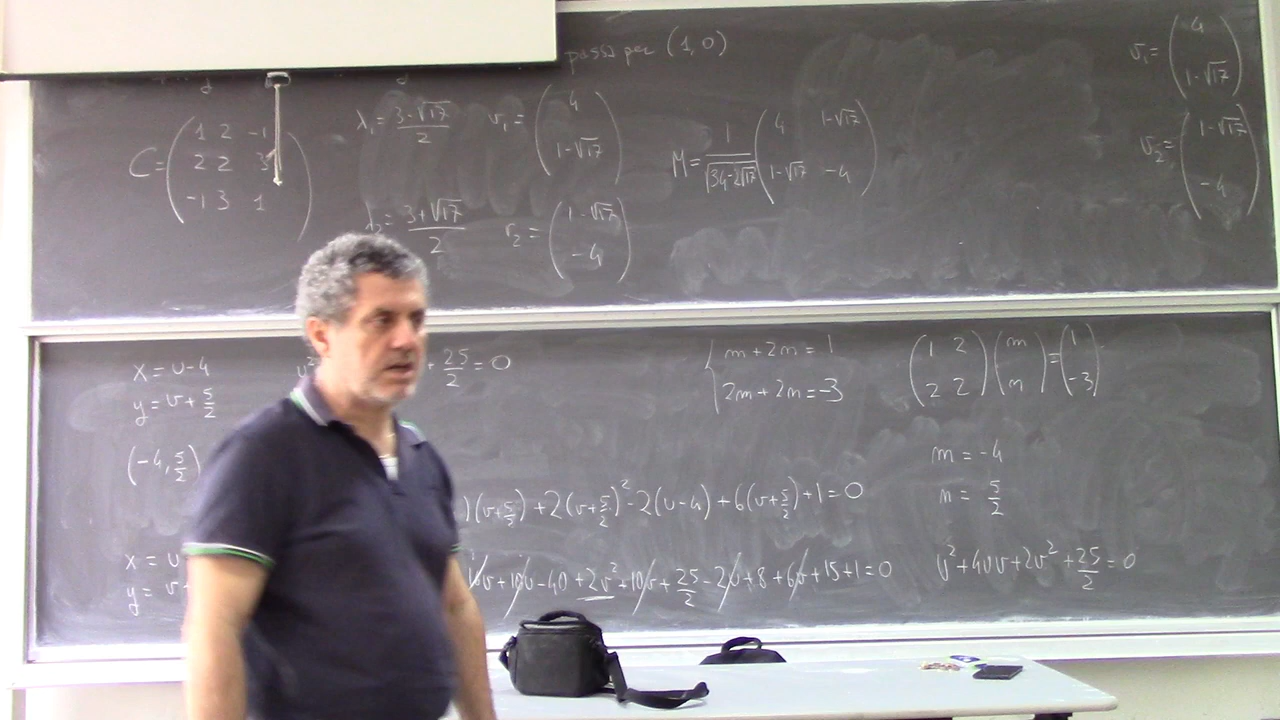 passi per (1,0)
C = ( 1 2 -1 / 2 2 3 / -1 3 1 )
λ₁ = (3-√17)/2
v₁ = ( 4 / 1-√17 )
λ₂ = (3+√17)/2
v₂ = ( 1-√17 / -4 )
M = 1/√(34-2√17) ( 4 1-√17 / 1-√17 -4 )
v₁ = ( 4 / 1-√17 )
v₂ = ( 1-√17 / -4 )
x = u-4
y = v+5/2
u²
+ 25/2 = 0
(-4, 5/2)
)(v+5/2)+2(v+5/2)²-2(u-4)+6(v+5/2)+1=0
x = u
y = v+
v+10u-40+2v²+10v+25/2-2u+8+6v+15+1=0
{ m+2n = 1
2m+2n = -3
( 1 2 / 2 2 )( m / n ) = ( 1 / -3 )
m = -4
n = 5/2
u²+4uv+2v²+25/2=0